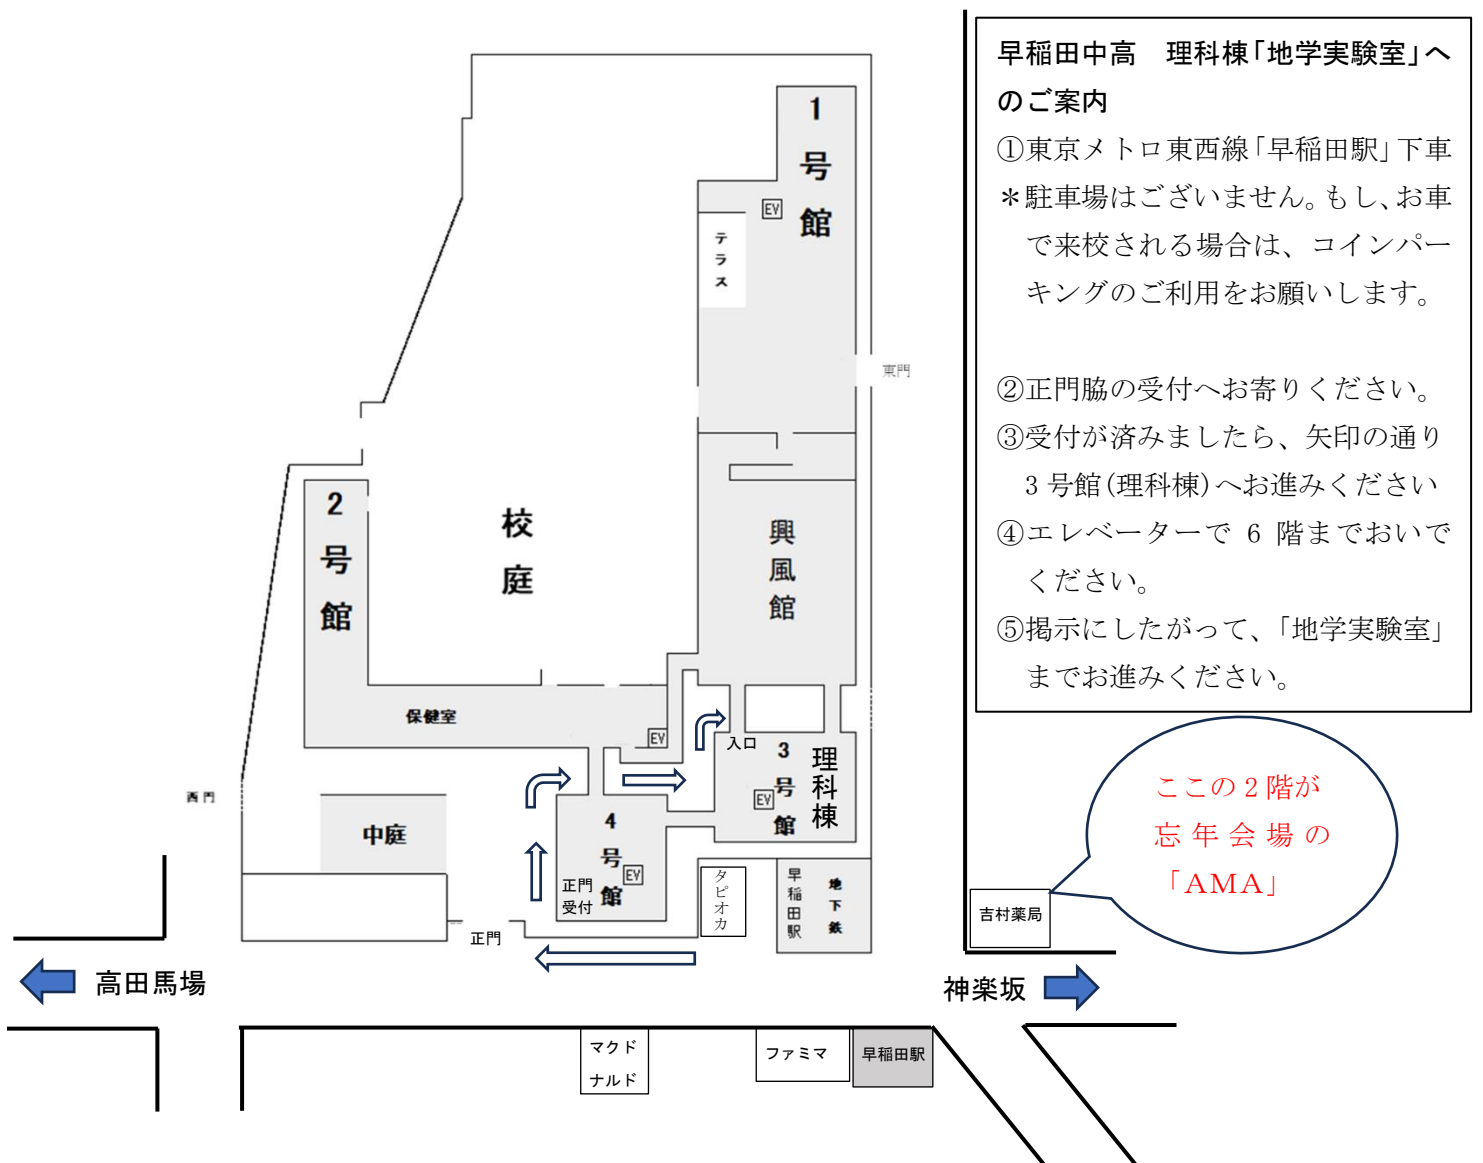 早稲田中高　理科棟「地学実験室」へ
のご案内
①東京メトロ東西線「早稲田駅」下車
＊駐車場はございません。もし、お車
で来校される場合は、コインパー
キングのご利用をお願いします。
②正門脇の受付へお寄りください。
③受付が済みましたら、矢印の通り
3号館(理科棟)へお進みください
④エレベーターで 6 階までおいで
ください。
⑤掲示にしたがって、「地学実験室」
までお進みください。
1号館
EV
テラス
東門
2号館
校庭
興風館
保健室
EV
入口
3号館
理科棟
EV
西門
中庭
4号館
EV
正門
受付
タピオカ
早稲田駅
地下鉄
正門
吉村薬局
ここの2階が
忘年会場の
「AMA」
高田馬場
神楽坂
マクド
ナルド
ファミマ
早稲田駅